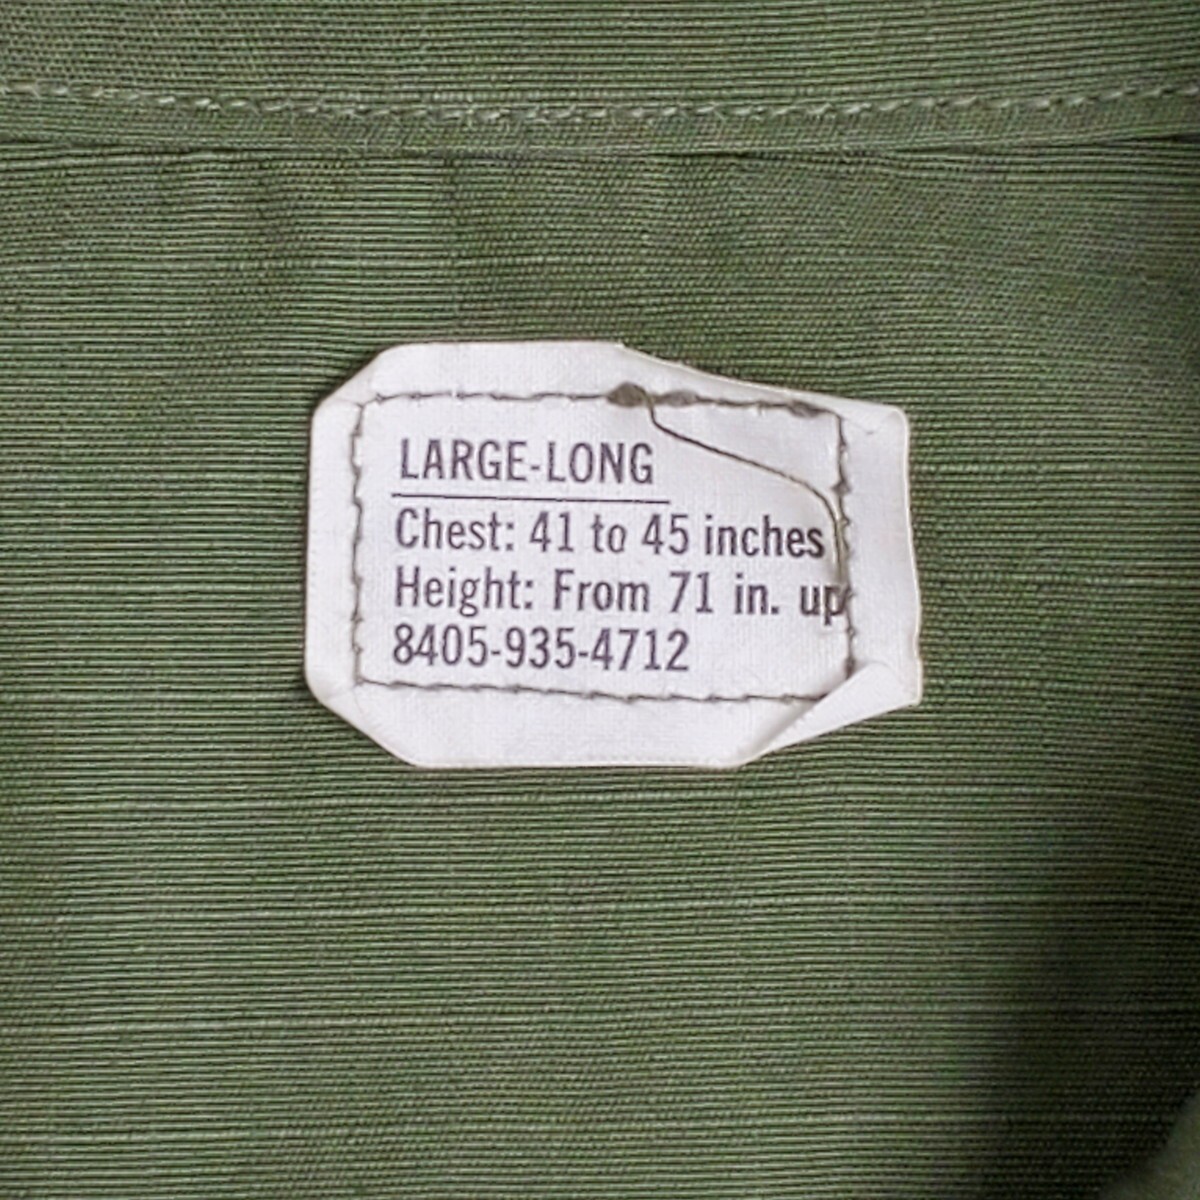 LARGE-LONG
Chest: 41 to 45 inches
Height: From 71 in. up
8405-935-4712